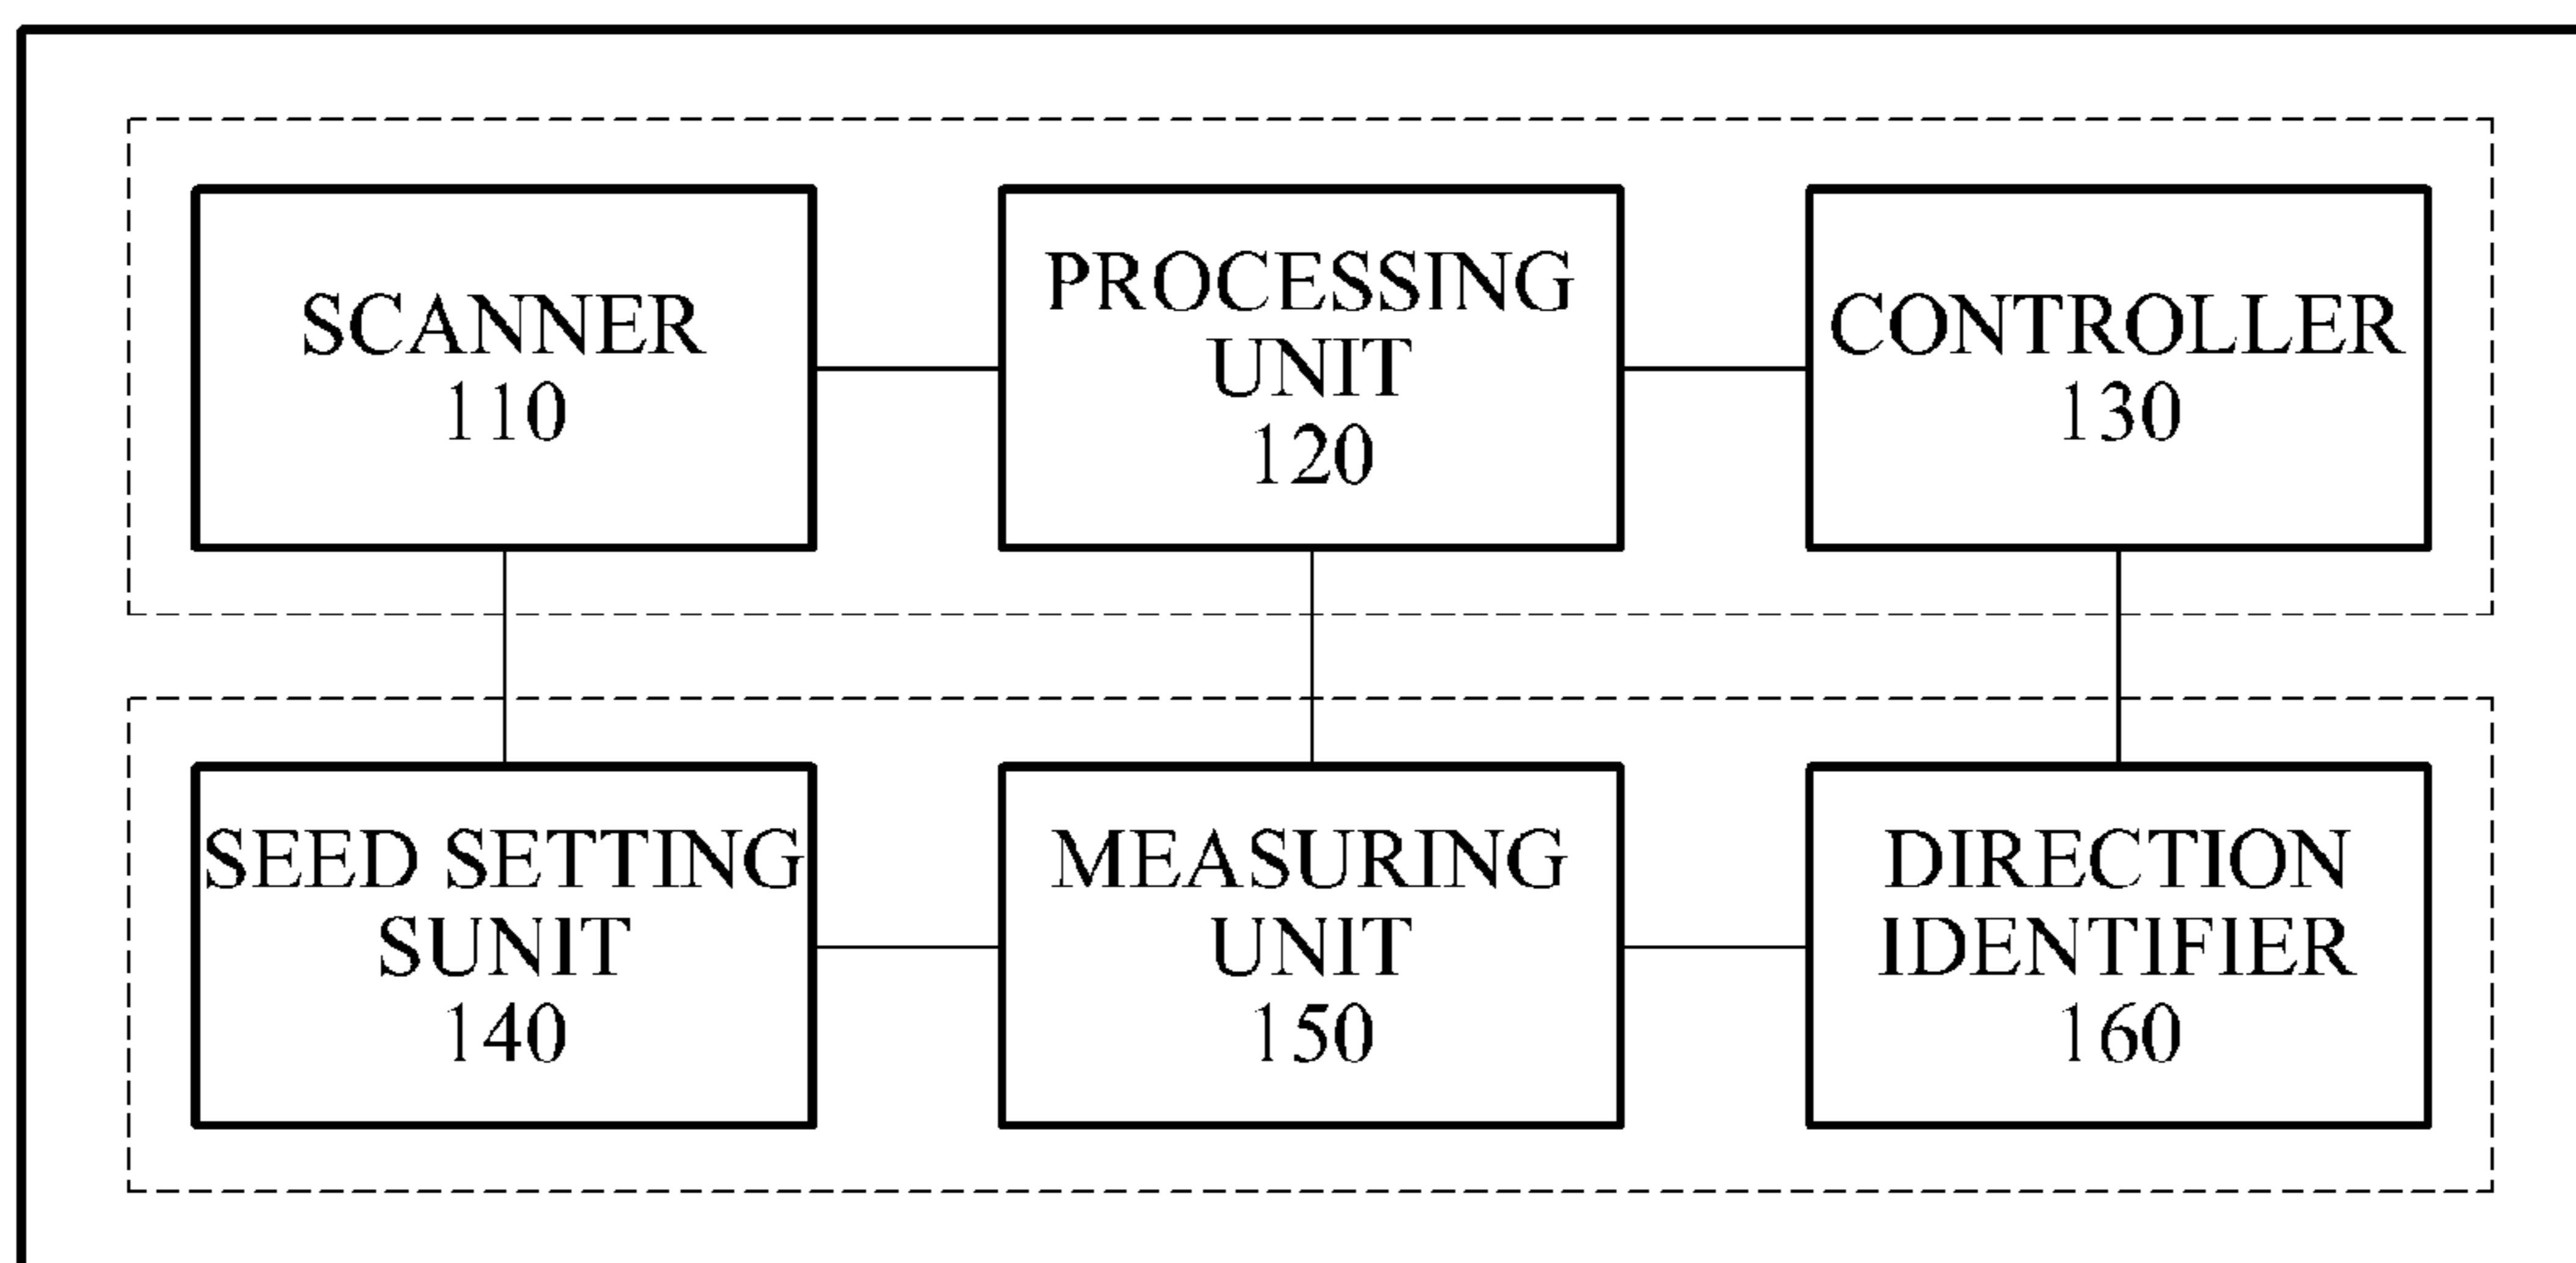 SCANNER
110
PROCESSING
UNIT
120
CONTROLLER
130
SEED SETTING
SUNIT
140
MEASURING
UNIT
150
DIRECTION
IDENTIFIER
160